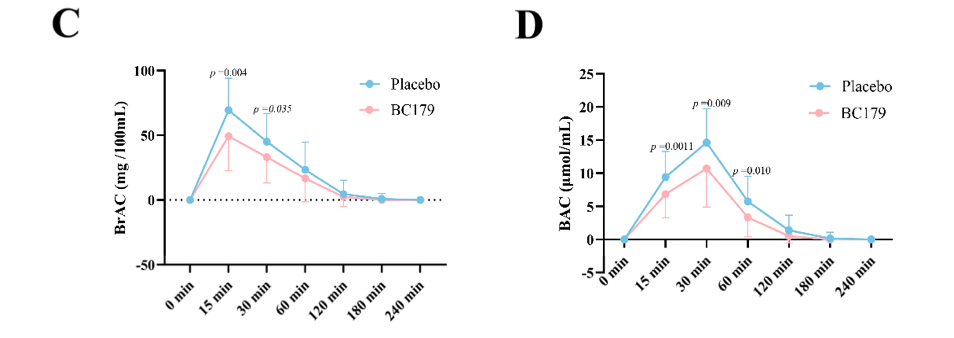 C
BrAC (mg /100mL)
100
50
0
-50
p =0.004
p =0.035
Placebo
BC179
0 min
15 min
30 min
60 min
120 min
180 min
240 min
D
BAC (μmol/mL)
25
20
15
10
5
0
-5
p =0.0011
p =0.009
p =0.010
Placebo
BC179
0 min
15 min
30 min
60 min
120 min
180 min
240 min